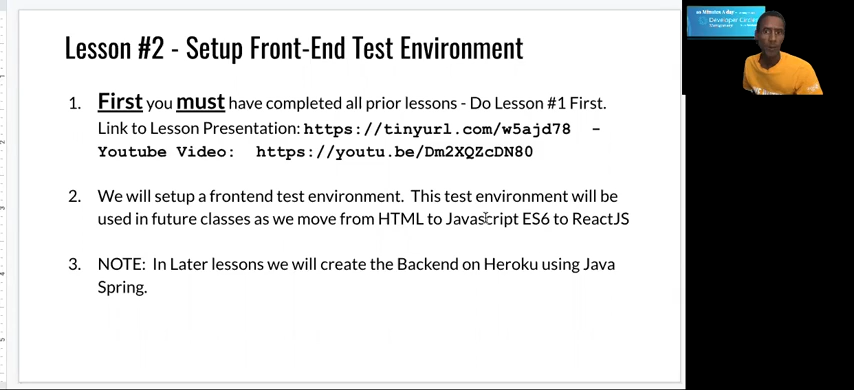 Lesson #2 - Setup Front-End Test Environment
1. First you must have completed all prior lessons - Do Lesson #1 First.
Link to Lesson Presentation: https://tinyurl.com/w5ajd78 -
Youtube Video: https://youtu.be/Dm2XQZcDN80
2. We will setup a frontend test environment. This test environment will be
used in future classes as we move from HTML to Javascript ES6 to ReactJS
3. NOTE: In Later lessons we will create the Backend on Heroku using Java
Spring.
Developer Circle